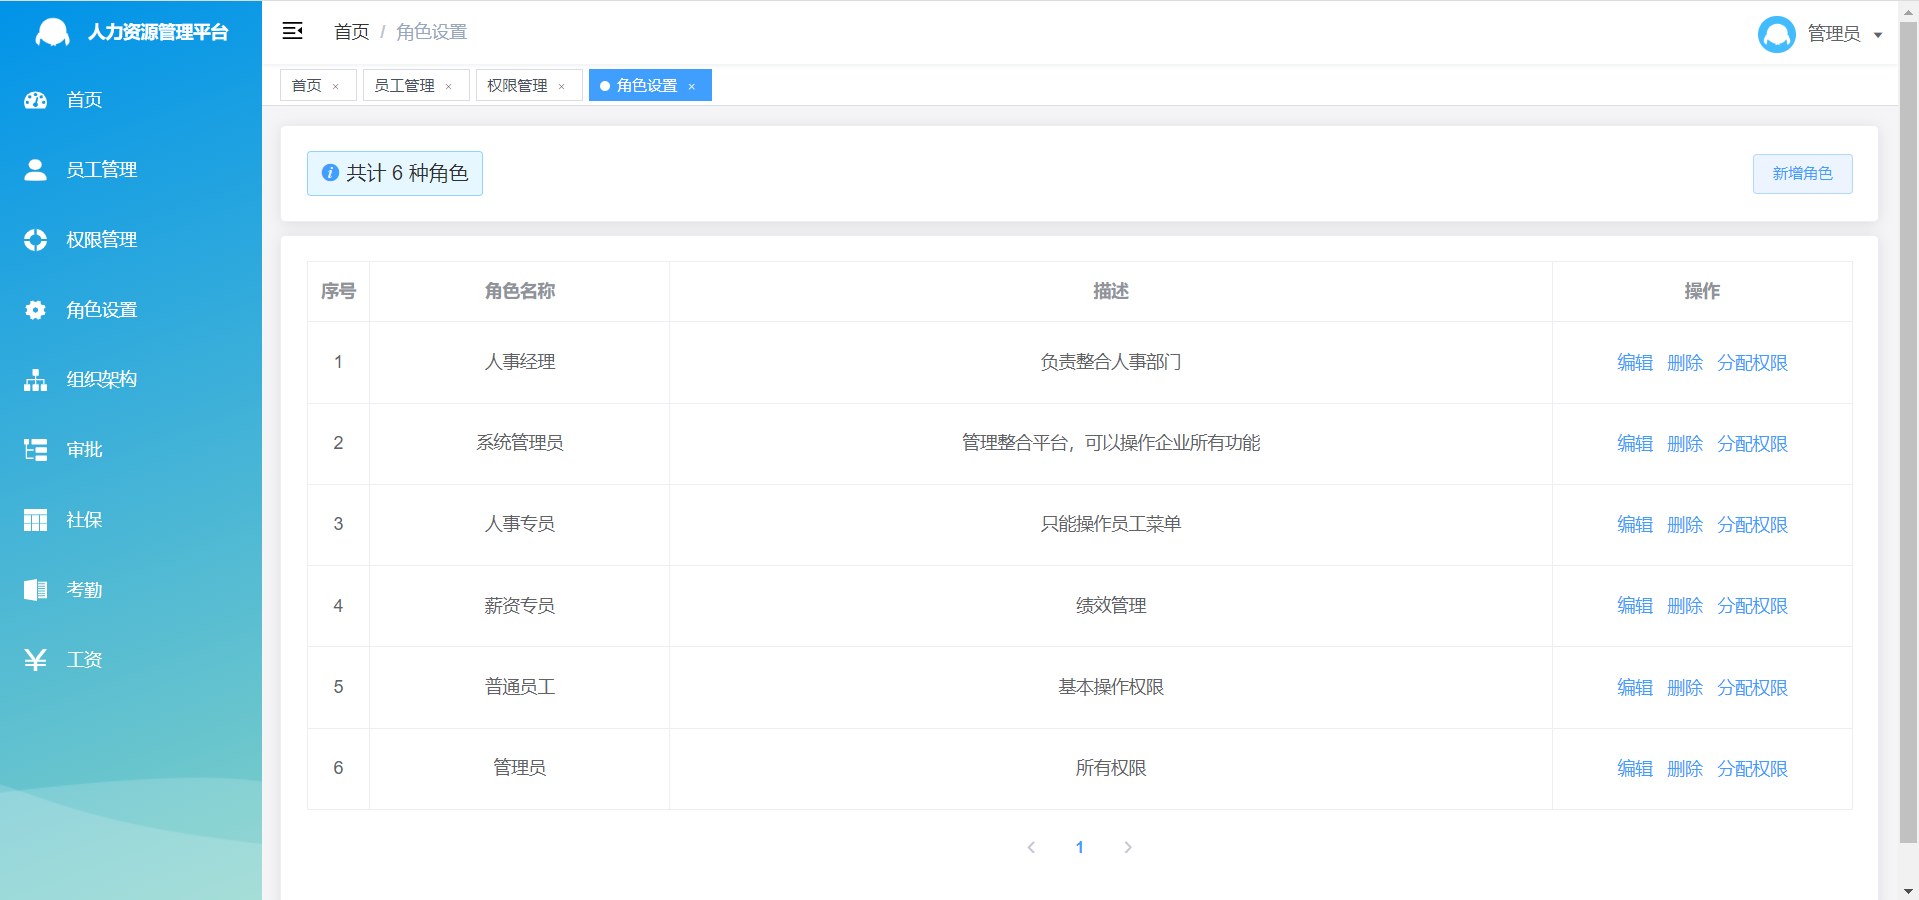 人力资源管理平台
首页
员工管理
权限管理
角色设置
组织架构
审批
社保
考勤
工资
首页 / 角色设置
管理员
首页 × 员工管理 × 权限管理 × 角色设置 ×
共计 6 种角色
新增角色
序号 角色名称 描述 操作
1 人事经理 负责整合人事部门 编辑 删除 分配权限
2 系统管理员 管理整合平台，可以操作企业所有功能 编辑 删除 分配权限
3 人事专员 只能操作员工菜单 编辑 删除 分配权限
4 薪资专员 绩效管理 编辑 删除 分配权限
5 普通员工 基本操作权限 编辑 删除 分配权限
6 管理员 所有权限 编辑 删除 分配权限
1